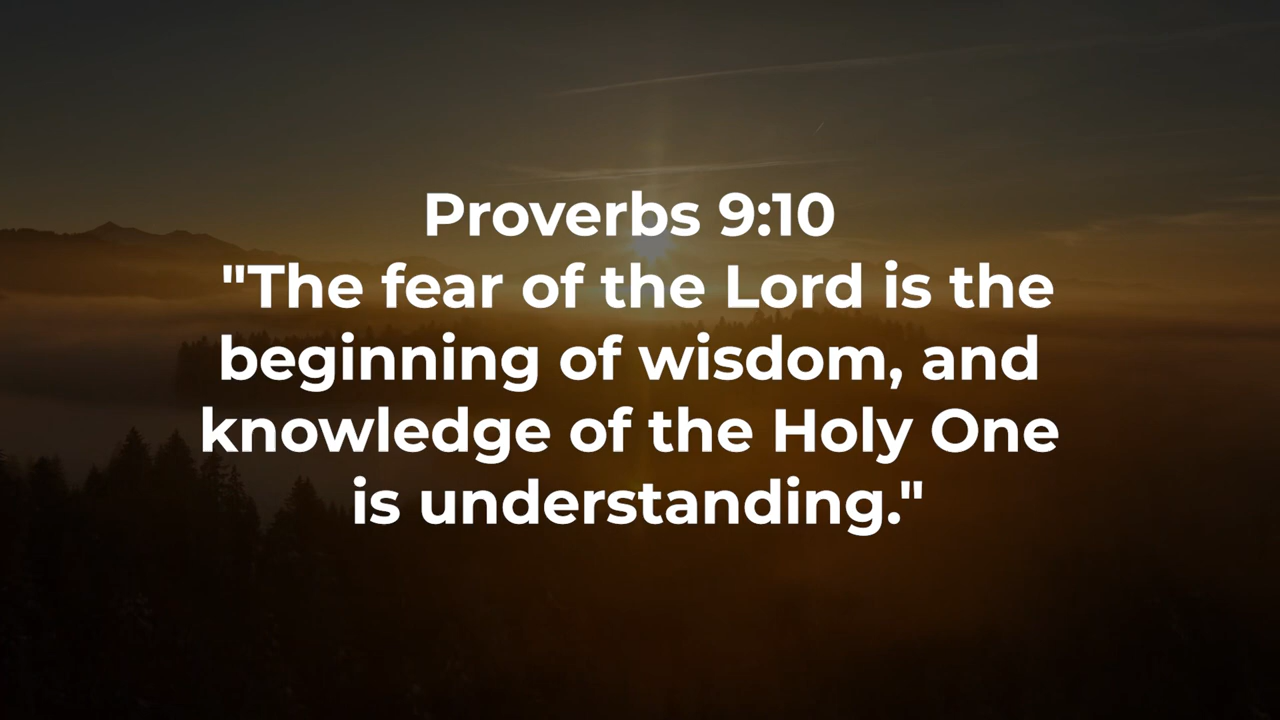 Proverbs 9:10
"The fear of the Lord is the
beginning of wisdom, and
knowledge of the Holy One
is understanding."